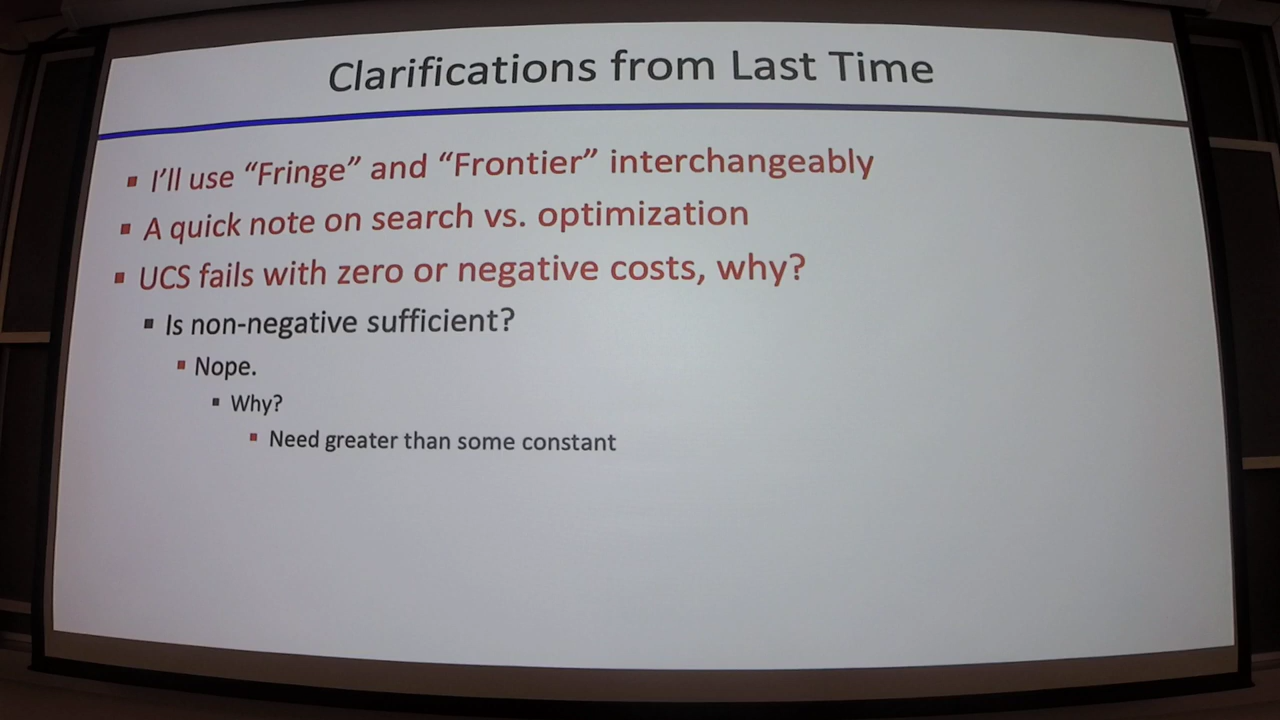 Clarifications from Last Time
I'll use “Fringe” and “Frontier” interchangeably
A quick note on search vs. optimization
UCS fails with zero or negative costs, why?
Is non-negative sufficient?
Nope.
Why?
Need greater than some constant